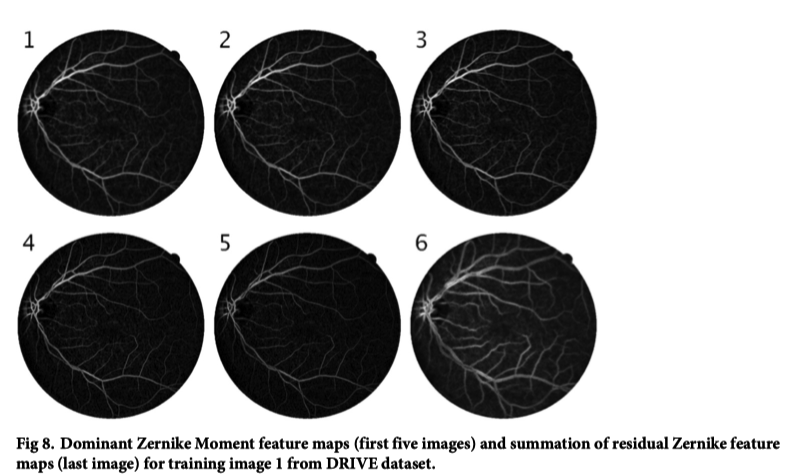 1 2 3
4 5 6
Fig 8. Dominant Zernike Moment feature maps (first five images) and summation of residual Zernike feature
maps (last image) for training image 1 from DRIVE dataset.